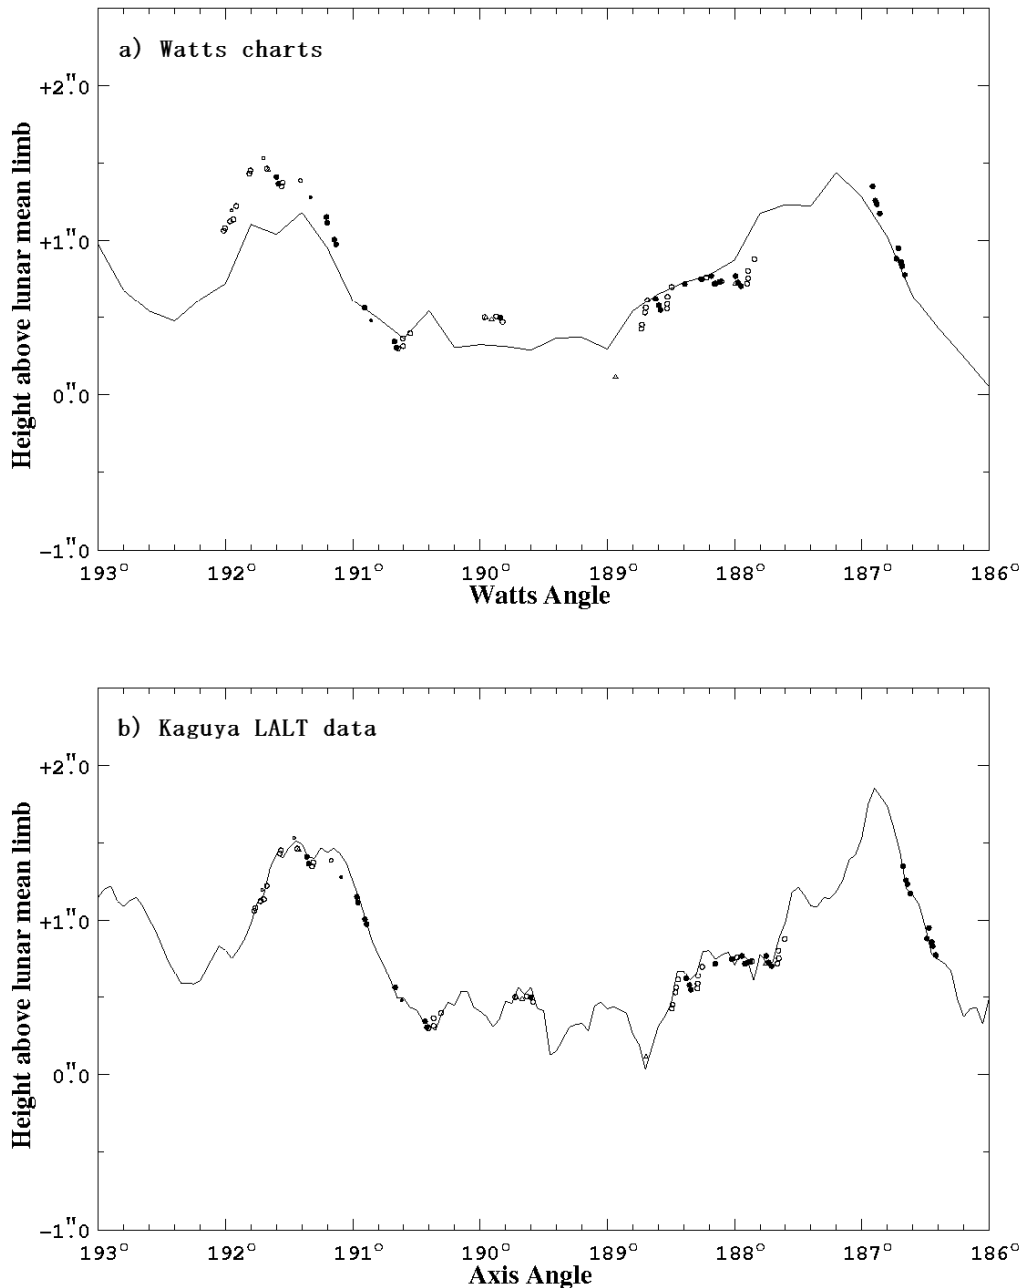 a) Watts charts
Height above lunar mean limb
+2".0
+1".0
0".0
−1".0
193° 192° 191° 190° 189° 188° 187° 186°
Watts Angle
b) Kaguya LALT data
Height above lunar mean limb
+2".0
+1".0
0".0
−1".0
193° 192° 191° 190° 189° 188° 187° 186°
Axis Angle